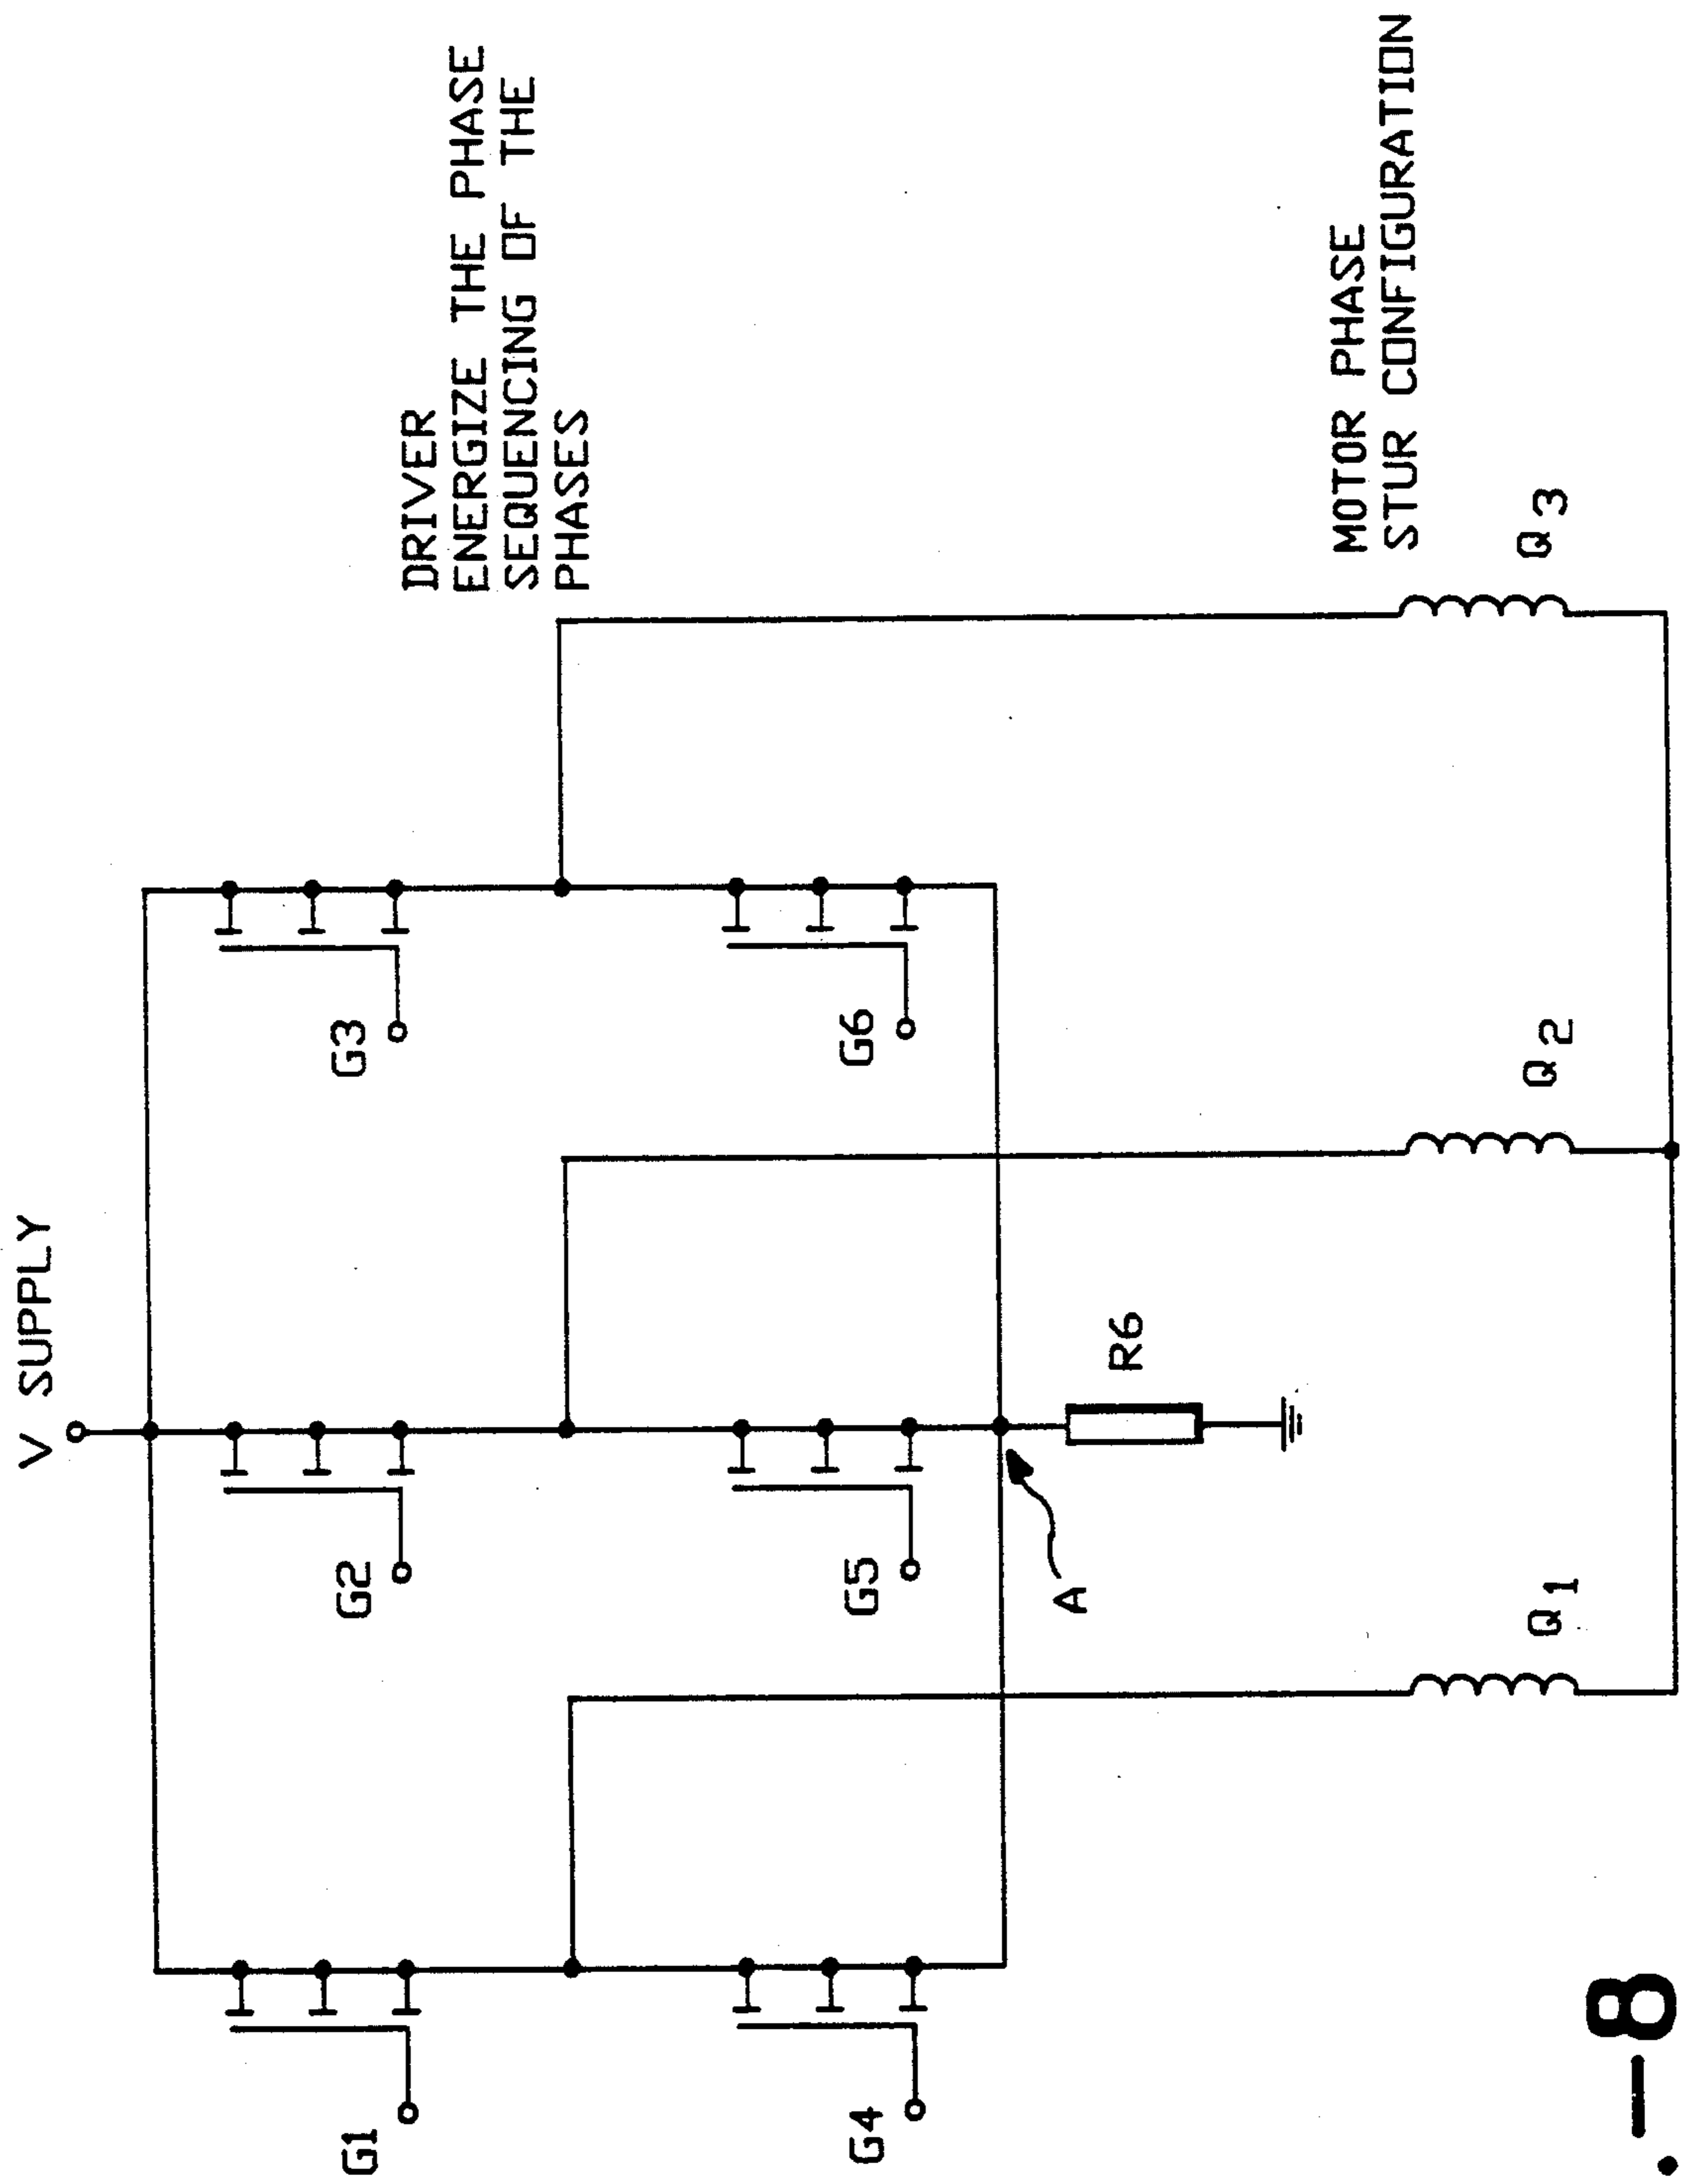 V SUPPLY
DRIVER
ENERGIZE THE PHASE
SEQUENCING OF THE
PHASES
G1
G2
G3
G4
G5
G6
A
R6
MOTOR PHASE
STUR CONFIGURATION
Q1
Q2
Q3
.-8